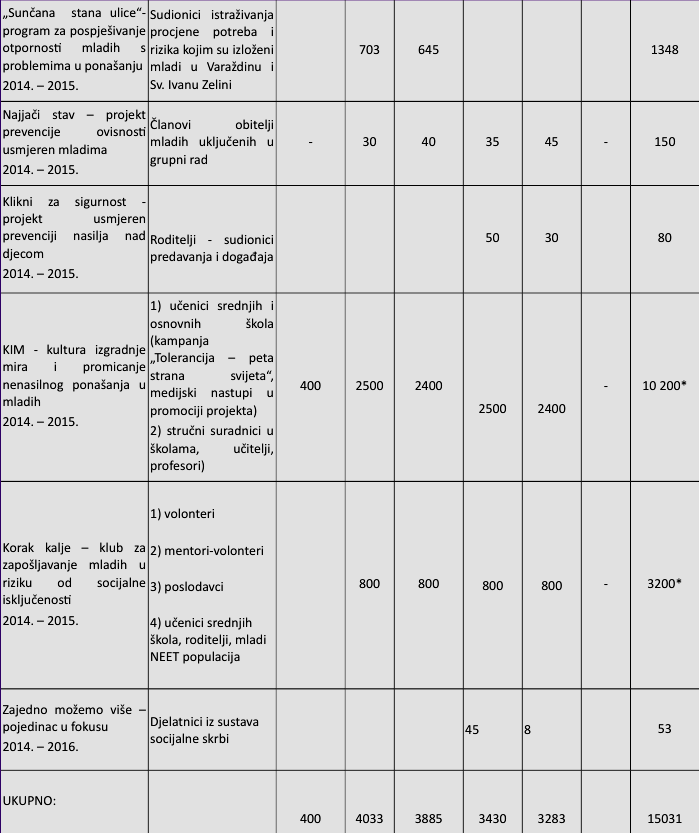 „Sunčana stana ulice“-
program za pospješivanje
otpornosti mladih s
problemima u ponašanju
2014. – 2015.
Sudionici istraživanja
procjene potreba i
rizika kojim su izloženi
mladi u Varaždinu i
Sv. Ivanu Zelini
703
645
1348
Najjači stav – projekt
prevencije ovisnosti
usmjeren mladima
2014. – 2015.
Članovi obitelji
mladih uključenih u
grupni rad
-
30
40
35
45
-
150
Klikni za sigurnost -
projekt usmjeren
prevenciji nasilja nad
djecom
2014. – 2015.
Roditelji - sudionici
predavanja i događaja
50
30
80
KIM - kultura izgradnje
mira i promicanje
nenasilnog ponašanja u
mladih
2014. – 2015.
1) učenici srednjih i
osnovnih škola
(kampanja
„Tolerancija – peta
strana svijeta“,
medijski nastupi u
promociji projekta)
2) stručni suradnici u
školama, učitelji,
profesori)
400
2500
2400
2500
2400
-
10 200*
Korak kalje – klub za
zapošljavanje mladih u
riziku od socijalne
isključenosti
2014. – 2015.
1) volonteri
2) mentori-volonteri
3) poslodavci
4) učenici srednjih
škola, roditelji, mladi
NEET populacija
800
800
800
800
-
3200*
Zajedno možemo više –
pojedinac u fokusu
2014. – 2016.
Djelatnici iz sustava
socijalne skrbi
45
8
53
UKUPNO:
400
4033
3885
3430
3283
15031